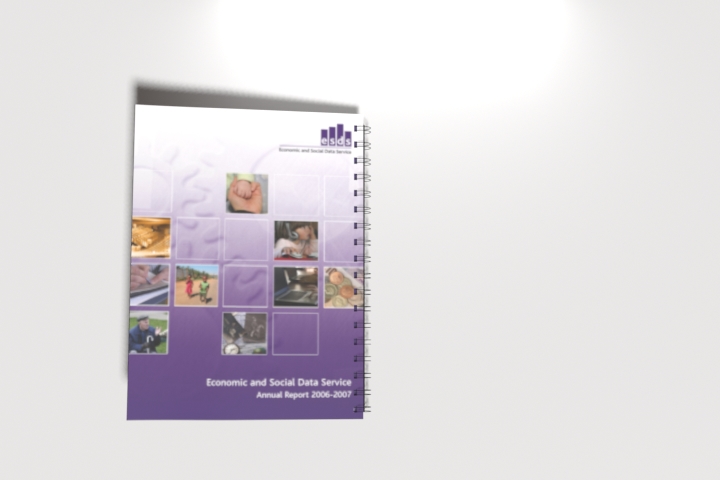 esds
Economic and Social Data Service
Economic and Social Data Service
Annual Report 2006-2007